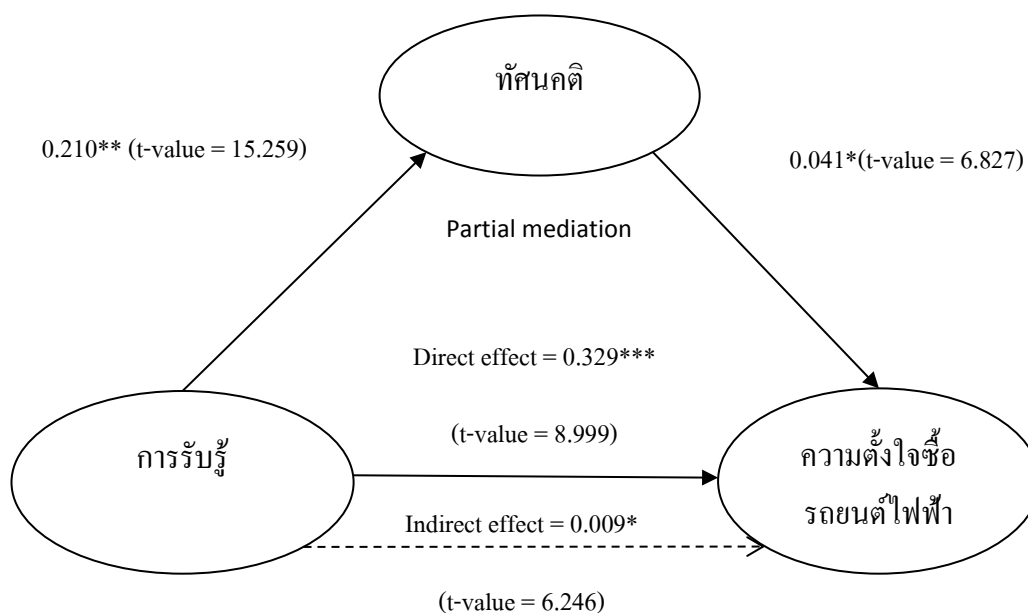 ทัศนคติ
0.210** (t-value = 15.259)
0.041*(t-value = 6.827)
Partial mediation
Direct effect = 0.329***
(t-value = 8.999)
การรับรู้
ความตั้งใจซื้อ
รถยนต์ไฟฟ้า
Indirect effect = 0.009*
(t-value = 6.246)